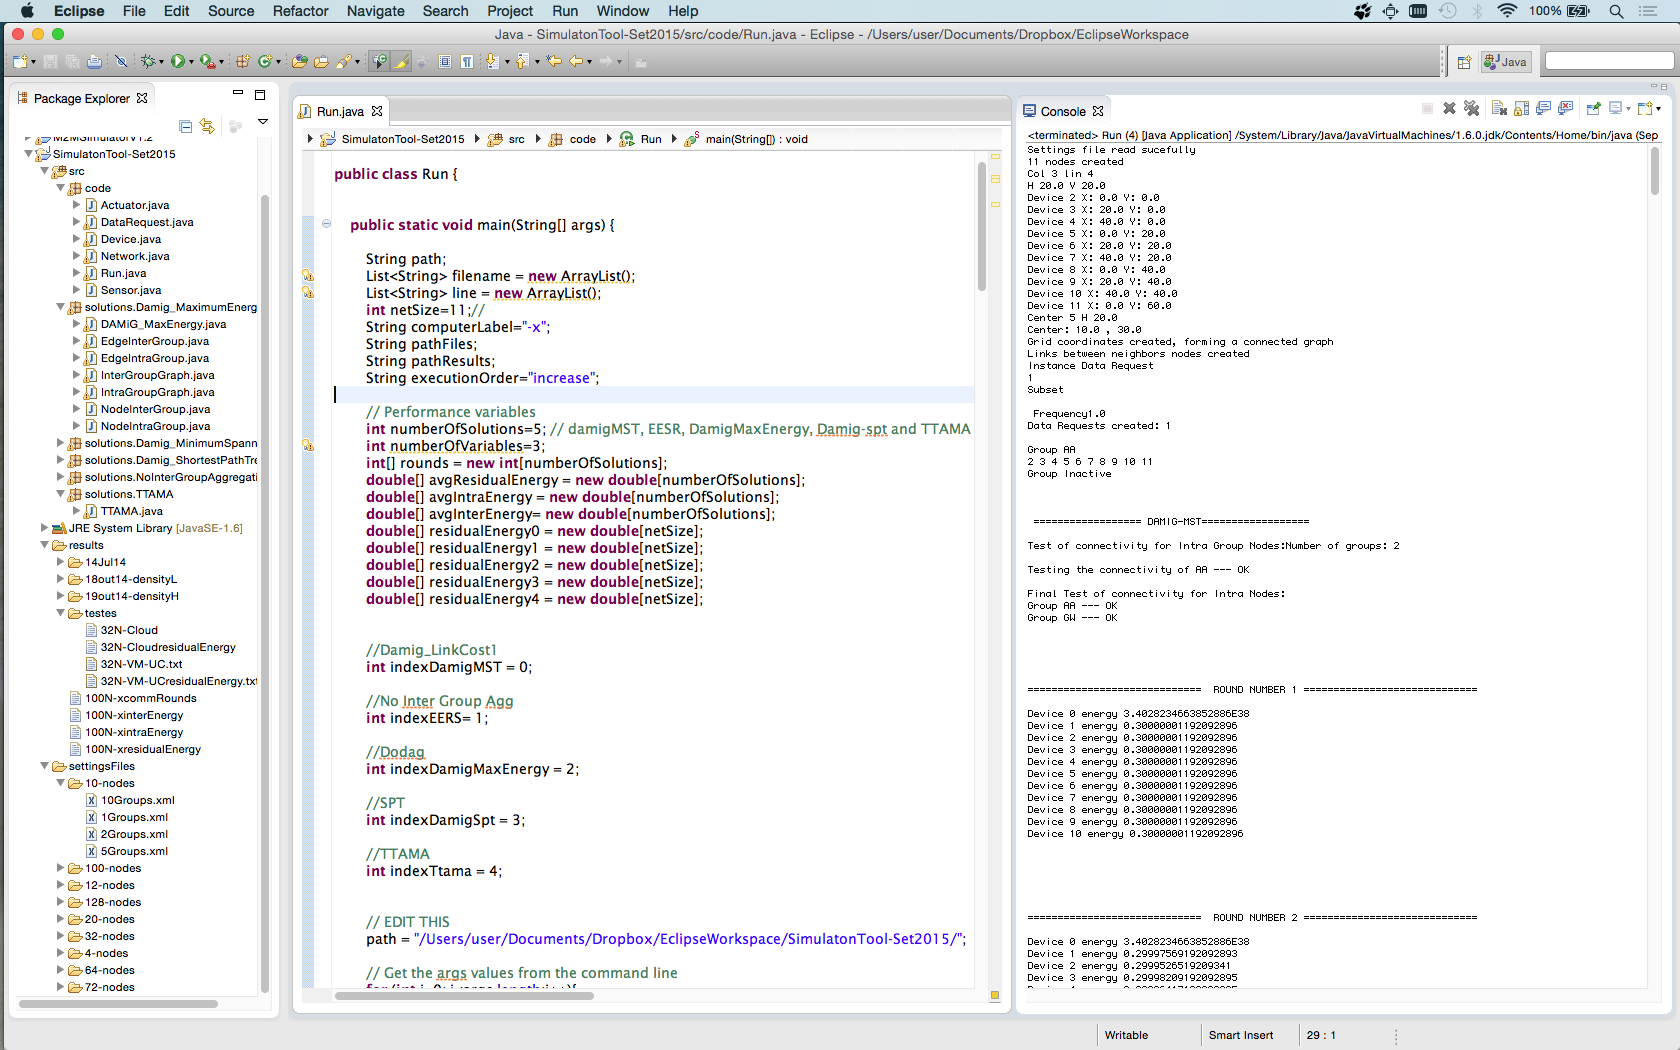 Eclipse File Edit Source Refactor Navigate Search Project Run Window Help 100%
Java - SimulatonTool-Set2015/src/code/Run.java - Eclipse - /Users/user/Documents/Dropbox/EclipseWorkspace
Java
Package Explorer
M2MSimulatorV1.2
SimulatonTool-Set2015
src
code
Actuator.java
DataRequest.java
Device.java
Network.java
Run.java
Sensor.java
solutions.Damig_MaximumEnerg
DAMiG_MaxEnergy.java
EdgeInterGroup.java
EdgeIntraGroup.java
InterGroupGraph.java
IntraGroupGraph.java
NodeInterGroup.java
NodeIntraGroup.java
solutions.Damig_MinimumSpann
solutions.Damig_ShortestPathTre
solutions.NoInterGroupAggregati
solutions.TTAMA
TTAMA.java
JRE System Library [JavaSE-1.6]
results
14Jul14
18out14-densityL
19out14-densityH
testes
32N-Cloud
32N-CloudresidualEnergy
32N-VM-UC.txt
32N-VM-UCresidualEnergy.txt
100N-xcommRounds
100N-xinterEnergy
100N-xintraEnergy
100N-xresidualEnergy
settingsFiles
10-nodes
10Groups.xml
1Groups.xml
2Groups.xml
5Groups.xml
100-nodes
12-nodes
128-nodes
20-nodes
32-nodes
4-nodes
64-nodes
72-nodes
Run.java
SimulatonTool-Set2015 src code Run main(String[]) : void
public class Run {
public static void main(String[] args) {
String path;
List<String> filename = new ArrayList();
List<String> line = new ArrayList();
int netSize=11;//
String computerLabel="-x";
String pathFiles;
String pathResults;
String executionOrder="increase";
// Performance variables
int numberOfSolutions=5; // damigMST, EESR, DamigMaxEnergy, Damig-spt and TTAMA
int numberOfVariables=3;
int[] rounds = new int[numberOfSolutions];
double[] avgResidualEnergy = new double[numberOfSolutions];
double[] avgIntraEnergy = new double[numberOfSolutions];
double[] avgInterEnergy= new double[numberOfSolutions];
double[] residualEnergy0 = new double[netSize];
double[] residualEnergy1 = new double[netSize];
double[] residualEnergy2 = new double[netSize];
double[] residualEnergy3 = new double[netSize];
double[] residualEnergy4 = new double[netSize];
//Damig_LinkCost1
int indexDamigMST = 0;
//No Inter Group Agg
int indexEERS= 1;
//Dodag
int indexDamigMaxEnergy = 2;
//SPT
int indexDamigSpt = 3;
//TTAMA
int indexTtama = 4;
// EDIT THIS
path = "/Users/user/Documents/Dropbox/EclipseWorkspace/SimulatonTool-Set2015/";
// Get the args values from the command line
Console
<terminated> Run (4) [Java Application] /System/Library/Java/JavaVirtualMachines/1.6.0.jdk/Contents/Home/bin/java (Sep
Settings file read sucefully
11 nodes created
Col 3 lin 4
H 20.0 V 20.0
Device 2 X: 0.0 Y: 0.0
Device 3 X: 20.0 Y: 0.0
Device 4 X: 40.0 Y: 0.0
Device 5 X: 0.0 Y: 20.0
Device 6 X: 20.0 Y: 20.0
Device 7 X: 40.0 Y: 20.0
Device 8 X: 0.0 Y: 40.0
Device 9 X: 20.0 Y: 40.0
Device 10 X: 40.0 Y: 40.0
Device 11 X: 0.0 Y: 60.0
Center 5 H 20.0
Center: 10.0 , 30.0
Grid coordinates created, forming a connected graph
Links between neighbors nodes created
Instance Data Request
1
Subset
Frequency1.0
Data Requests created: 1
Group AA
2 3 4 5 6 7 8 9 10 11
Group Inactive
=================== DAMIG-MST==================
Test of connectivity for Intra Group Nodes:Number of groups: 2
Testing the connectivity of AA --- OK
Final Test of connectivity for Intra Nodes:
Group AA --- OK
Group GW --- OK
============================= ROUND NUMBER 1 =============================
Device 0 energy 3.4028234663852886E38
Device 1 energy 0.30000001192092896
Device 2 energy 0.30000001192092896
Device 3 energy 0.30000001192092896
Device 4 energy 0.30000001192092896
Device 5 energy 0.30000001192092896
Device 6 energy 0.30000001192092896
Device 7 energy 0.30000001192092896
Device 8 energy 0.30000001192092896
Device 9 energy 0.30000001192092896
Device 10 energy 0.30000001192092896
============================= ROUND NUMBER 2 =============================
Device 0 energy 3.4028234663852886E38
Device 1 energy 0.29997569192092893
Device 2 energy 0.2999526519209341
Device 3 energy 0.29998209192092895
Writable Smart Insert 29 : 1